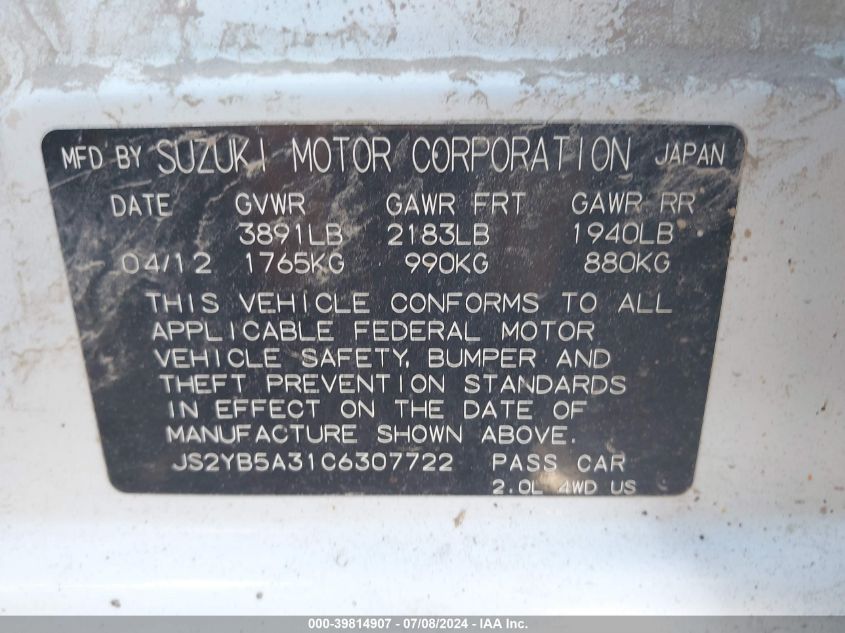 MFD BY SUZUKI MOTOR CORPORATION JAPAN
DATE GVWR GAWR FRT GAWR RR
3891LB 2183LB 1940LB
04/12 1765KG 990KG 880KG
THIS VEHICLE CONFORMS TO ALL
APPLICABLE FEDERAL MOTOR
VEHICLE SAFETY, BUMPER AND
THEFT PREVENTION STANDARDS
IN EFFECT ON THE DATE OF
MANUFACTURE SHOWN ABOVE.
JS2YB5A31C6307722 PASS CAR
2.0L 4WD US
000-39814907 - 07/08/2024 - IAA Inc.